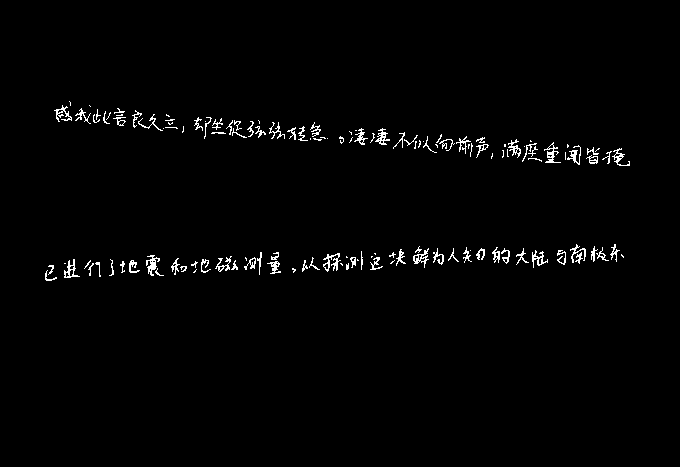 感我此言良久立,却坐促弦弦转急。凄凄不似向前声,满座重闻皆掩
已进行了地震和地磁测量。从探测这块鲜为人知的大陆与南板东